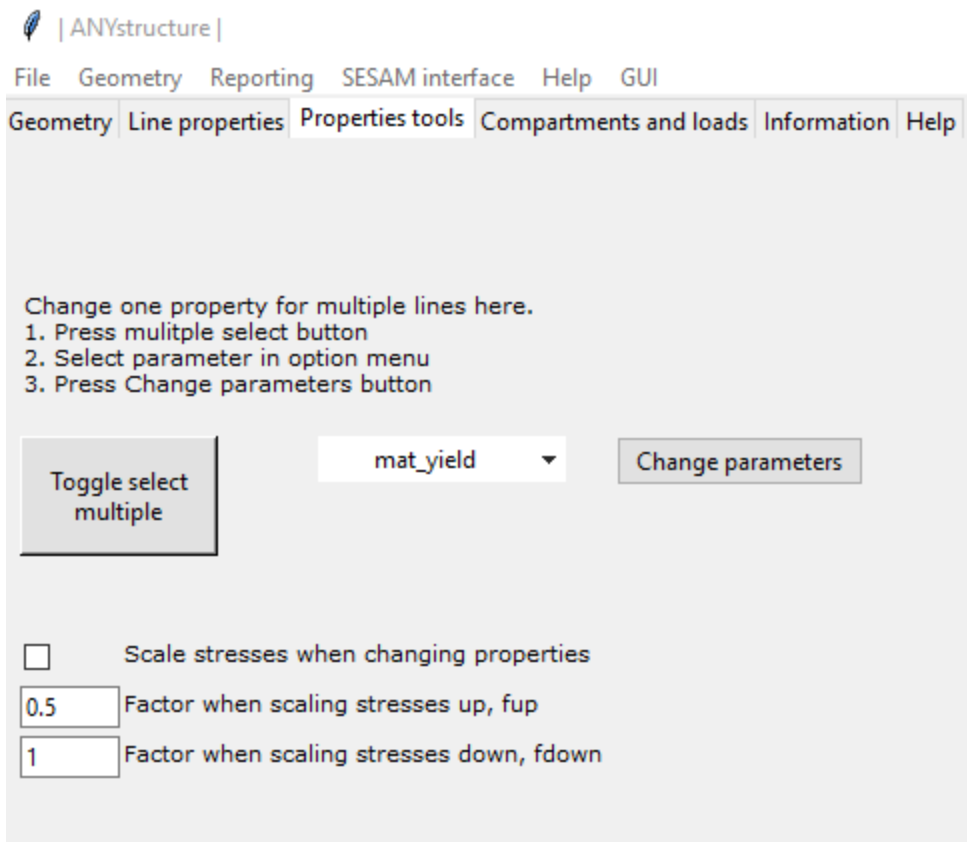 | ANYstructure |
File Geometry Reporting SESAM interface Help GUI
Geometry Line properties Properties tools Compartments and loads Information Help
Change one property for multiple lines here.
1. Press mulitple select button
2. Select parameter in option menu
3. Press Change parameters button
Toggle select
multiple
mat_yield
Change parameters
Scale stresses when changing properties
0.5 Factor when scaling stresses up, fup
1 Factor when scaling stresses down, fdown